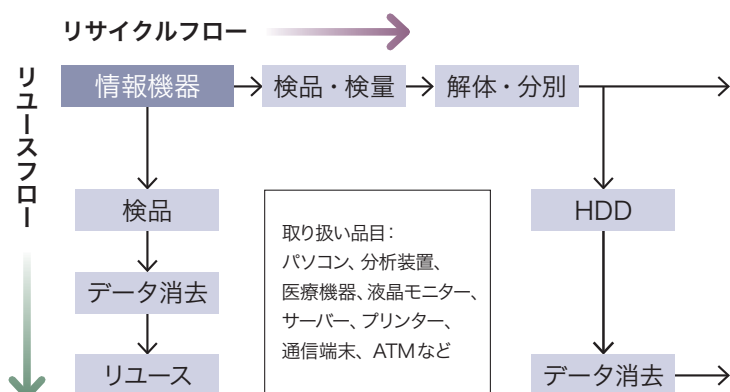 リサイクルフロー
リユースフロー
情報機器
検品・検量
解体・分別
検品
データ消去
リユース
取り扱い品目：
パソコン、分析装置、
医療機器、液晶モニター、
サーバー、プリンター、
通信端末、ATMなど
HDD
データ消去